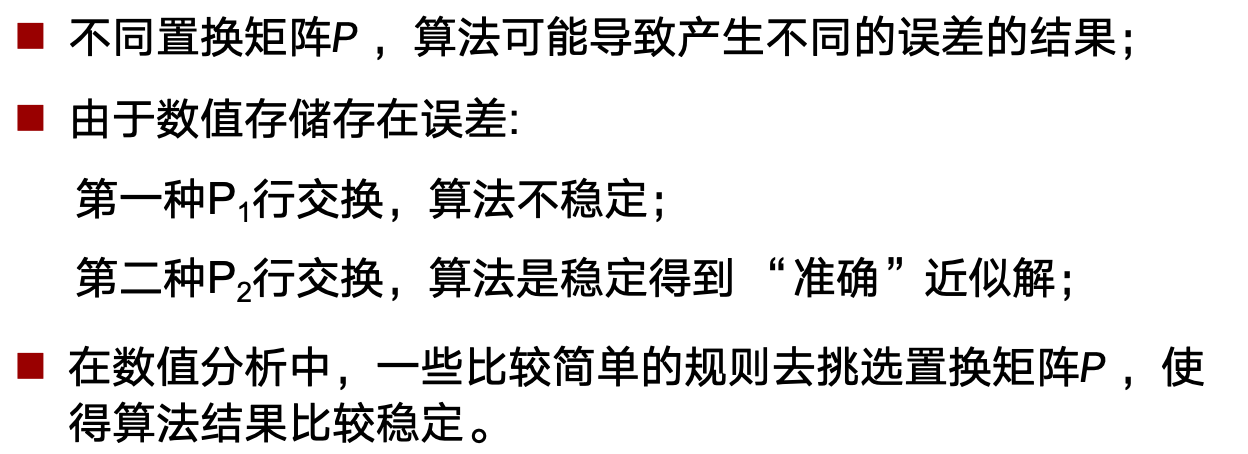 ■ 不同置换矩阵P ，算法可能导致产生不同的误差的结果；
■ 由于数值存储存在误差:
第一种P₁行交换，算法不稳定；
第二种P₂行交换，算法是稳定得到 “准确”近似解；
■ 在数值分析中，一些比较简单的规则去挑选置换矩阵P ，使
得算法结果比较稳定。